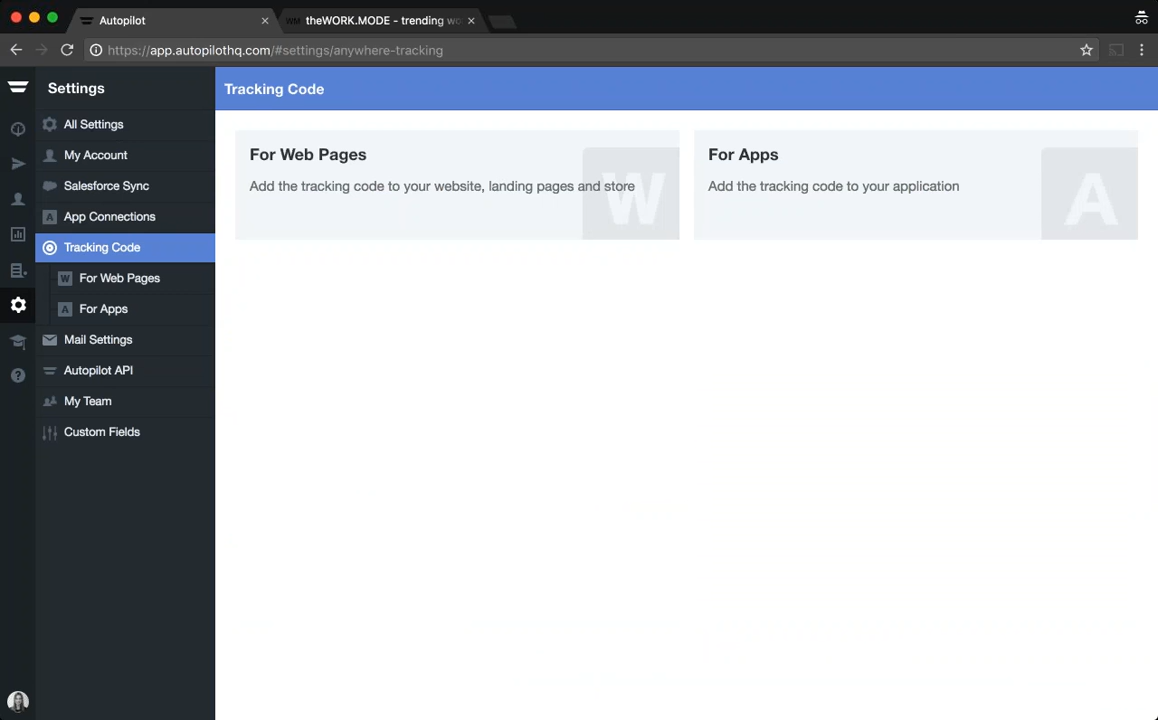 Autopilot
WM theWORK.MODE - trending wo
https://app.autopilothq.com/#settings/anywhere-tracking
Settings
All Settings
My Account
Salesforce Sync
A App Connections
Tracking Code
W For Web Pages
A For Apps
Mail Settings
Autopilot API
My Team
Custom Fields
Tracking Code
For Web Pages
Add the tracking code to your website, landing pages and store
W
For Apps
Add the tracking code to your application
A